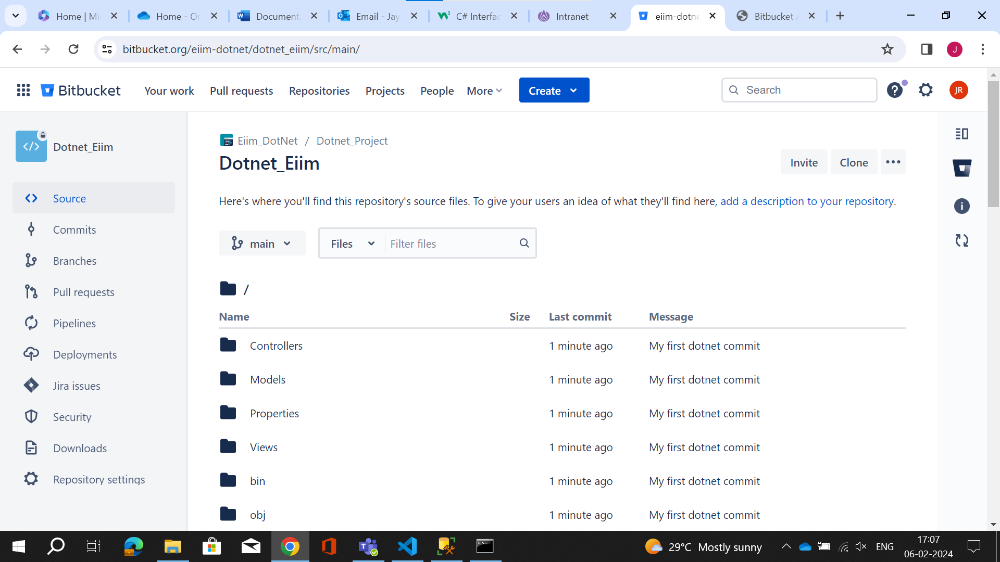 Home | Mi
Home - On
W Document
Email - Jay
C# Interfac
Intranet
eiim-dotne
Bitbucket A
bitbucket.org/eiim-dotnet/dotnet_eiim/src/main/
J
Bitbucket
Your work
Pull requests
Repositories
Projects
People
More
Create
Search
JR
Dotnet_Eiim
Source
Commits
Branches
Pull requests
Pipelines
Deployments
Jira issues
Security
Downloads
Repository settings
Eiim_DotNet / Dotnet_Project
Dotnet_Eiim
Invite
Clone
Here's where you'll find this repository's source files. To give your users an idea of what they'll find here, add a description to your repository.
main
Files
Filter files
/
Name Size Last commit Message
Controllers 1 minute ago My first dotnet commit
Models 1 minute ago My first dotnet commit
Properties 1 minute ago My first dotnet commit
Views 1 minute ago My first dotnet commit
bin 1 minute ago My first dotnet commit
obj 1 minute ago My first dotnet commit
29°C Mostly sunny
ENG
17:07
06-02-2024